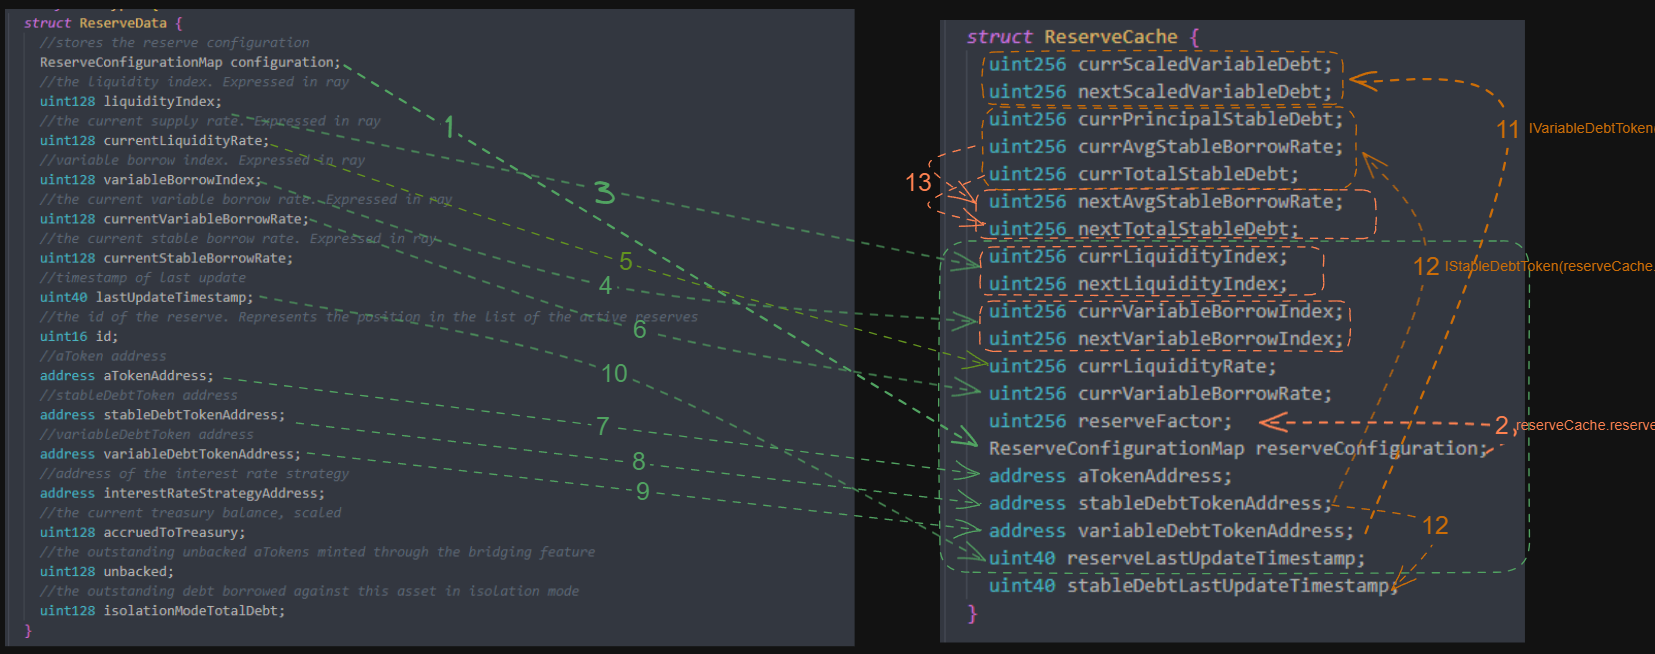 struct ReserveData {
//stores the reserve configuration
ReserveConfigurationMap configuration;
//the liquidity index. Expressed in ray
uint128 liquidityIndex;
//the current supply rate. Expressed in ray
uint128 currentLiquidityRate;
//variable borrow index. Expressed in ray
uint128 variableBorrowIndex;
//the current variable borrow rate. Expressed in ray
uint128 currentVariableBorrowRate;
//the current stable borrow rate. Expressed in ray
uint128 currentStableBorrowRate;
//timestamp of last update
uint40 lastUpdateTimestamp;
//the id of the reserve. Represents the position in the list of the active reserves
uint16 id;
//aToken address
address aTokenAddress;
//stableDebtToken address
address stableDebtTokenAddress;
//variableDebtToken address
address variableDebtTokenAddress;
//address of the interest rate strategy
address interestRateStrategyAddress;
//the current treasury balance, scaled
uint128 accruedToTreasury;
//the outstanding unbacked aTokens minted through the bridging feature
uint128 unbacked;
//the outstanding debt borrowed against this asset in isolation mode
uint128 isolationModeTotalDebt;
}
1
3
5
4
6
10
7
8
9
struct ReserveCache {
uint256 currScaledVariableDebt;
uint256 nextScaledVariableDebt;
uint256 currPrincipalStableDebt;
uint256 currAvgStableBorrowRate;
uint256 currTotalStableDebt;
uint256 nextAvgStableBorrowRate;
uint256 nextTotalStableDebt;
uint256 currLiquidityIndex;
uint256 nextLiquidityIndex;
uint256 currVariableBorrowIndex;
uint256 nextVariableBorrowIndex;
uint256 currLiquidityRate;
uint256 currVariableBorrowRate;
uint256 reserveFactor;
ReserveConfigurationMap reserveConfiguration;
address aTokenAddress;
address stableDebtTokenAddress;
address variableDebtTokenAddress;
uint40 reserveLastUpdateTimestamp;
uint40 stableDebtLastUpdateTimestamp;
}
13
11 IVariableDebtToken
12 IStableDebtToken(reserveCache.
2 reserveCache.reserve
12